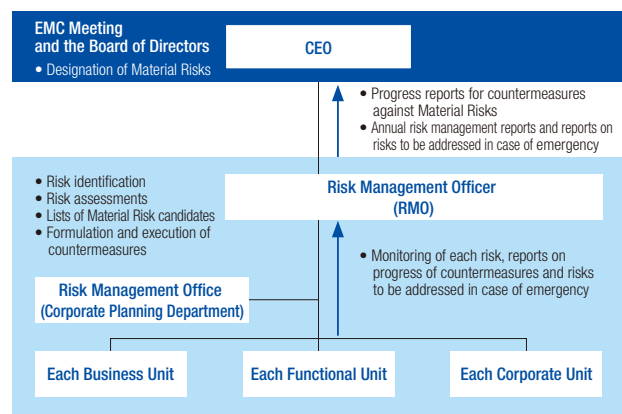 EMC Meeting
and the Board of Directors
• Designation of Material Risks
CEO
• Progress reports for countermeasures
against Material Risks
• Annual risk management reports and reports on
risks to be addressed in case of emergency
• Risk identification
• Risk assessments
• Lists of Material Risk candidates
• Formulation and execution of
countermeasures
Risk Management Officer
(RMO)
• Monitoring of each risk, reports on
progress of countermeasures and risks
to be addressed in case of emergency
Risk Management Office
(Corporate Planning Department)
Each Business Unit
Each Functional Unit
Each Corporate Unit